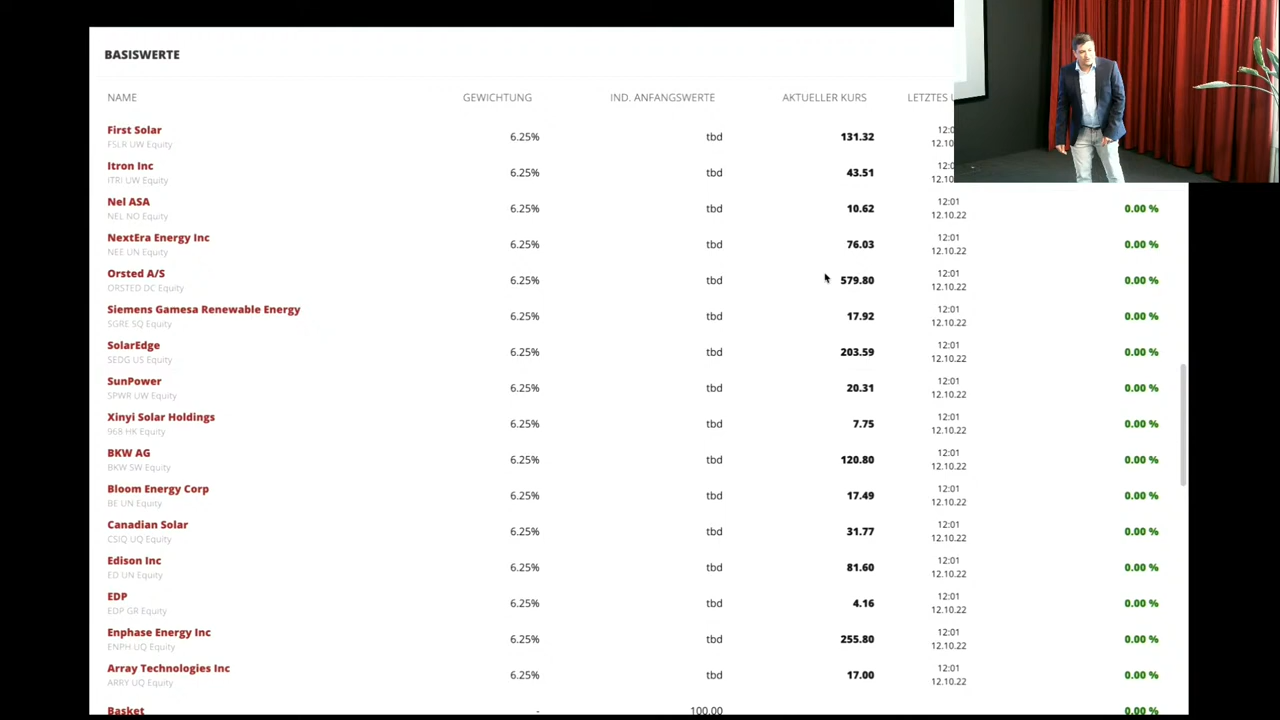 BASISWERTE
NAME GEWICHTUNG IND. ANFANGSWERTE AKTUELLER KURS LETZTES
First Solar 6.25% tbd 131.32
FSLR UW Equity
Itron Inc 6.25% tbd 43.51
ITRI UW Equity
Nel ASA 6.25% tbd 10.62 12:01 12.10.22 0.00 %
NEL NO Equity
NextEra Energy Inc 6.25% tbd 76.03 12:01 12.10.22 0.00 %
NEE UN Equity
Orsted A/S 6.25% tbd 579.80 12:01 12.10.22 0.00 %
ORSTED DC Equity
Siemens Gamesa Renewable Energy 6.25% tbd 17.92 12:01 12.10.22 0.00 %
SGRE SQ Equity
SolarEdge 6.25% tbd 203.59 12:01 12.10.22 0.00 %
SEDG US Equity
SunPower 6.25% tbd 20.31 12:01 12.10.22 0.00 %
SPWR UW Equity
Xinyi Solar Holdings 6.25% tbd 7.75 12:01 12.10.22 0.00 %
968 HK Equity
BKW AG 6.25% tbd 120.80 12:01 12.10.22 0.00 %
BKW SW Equity
Bloom Energy Corp 6.25% tbd 17.49 12:01 12.10.22 0.00 %
BE UN Equity
Canadian Solar 6.25% tbd 31.77 12:01 12.10.22 0.00 %
CSIQ UQ Equity
Edison Inc 6.25% tbd 81.60 12:01 12.10.22 0.00 %
ED UN Equity
EDP 6.25% tbd 4.16 12:01 12.10.22 0.00 %
EDP GR Equity
Enphase Energy Inc 6.25% tbd 255.80 12:01 12.10.22 0.00 %
ENPH UQ Equity
Array Technologies Inc 6.25% tbd 17.00 12:01 12.10.22 0.00 %
ARRY UQ Equity
Basket - 100.00 0.00 %